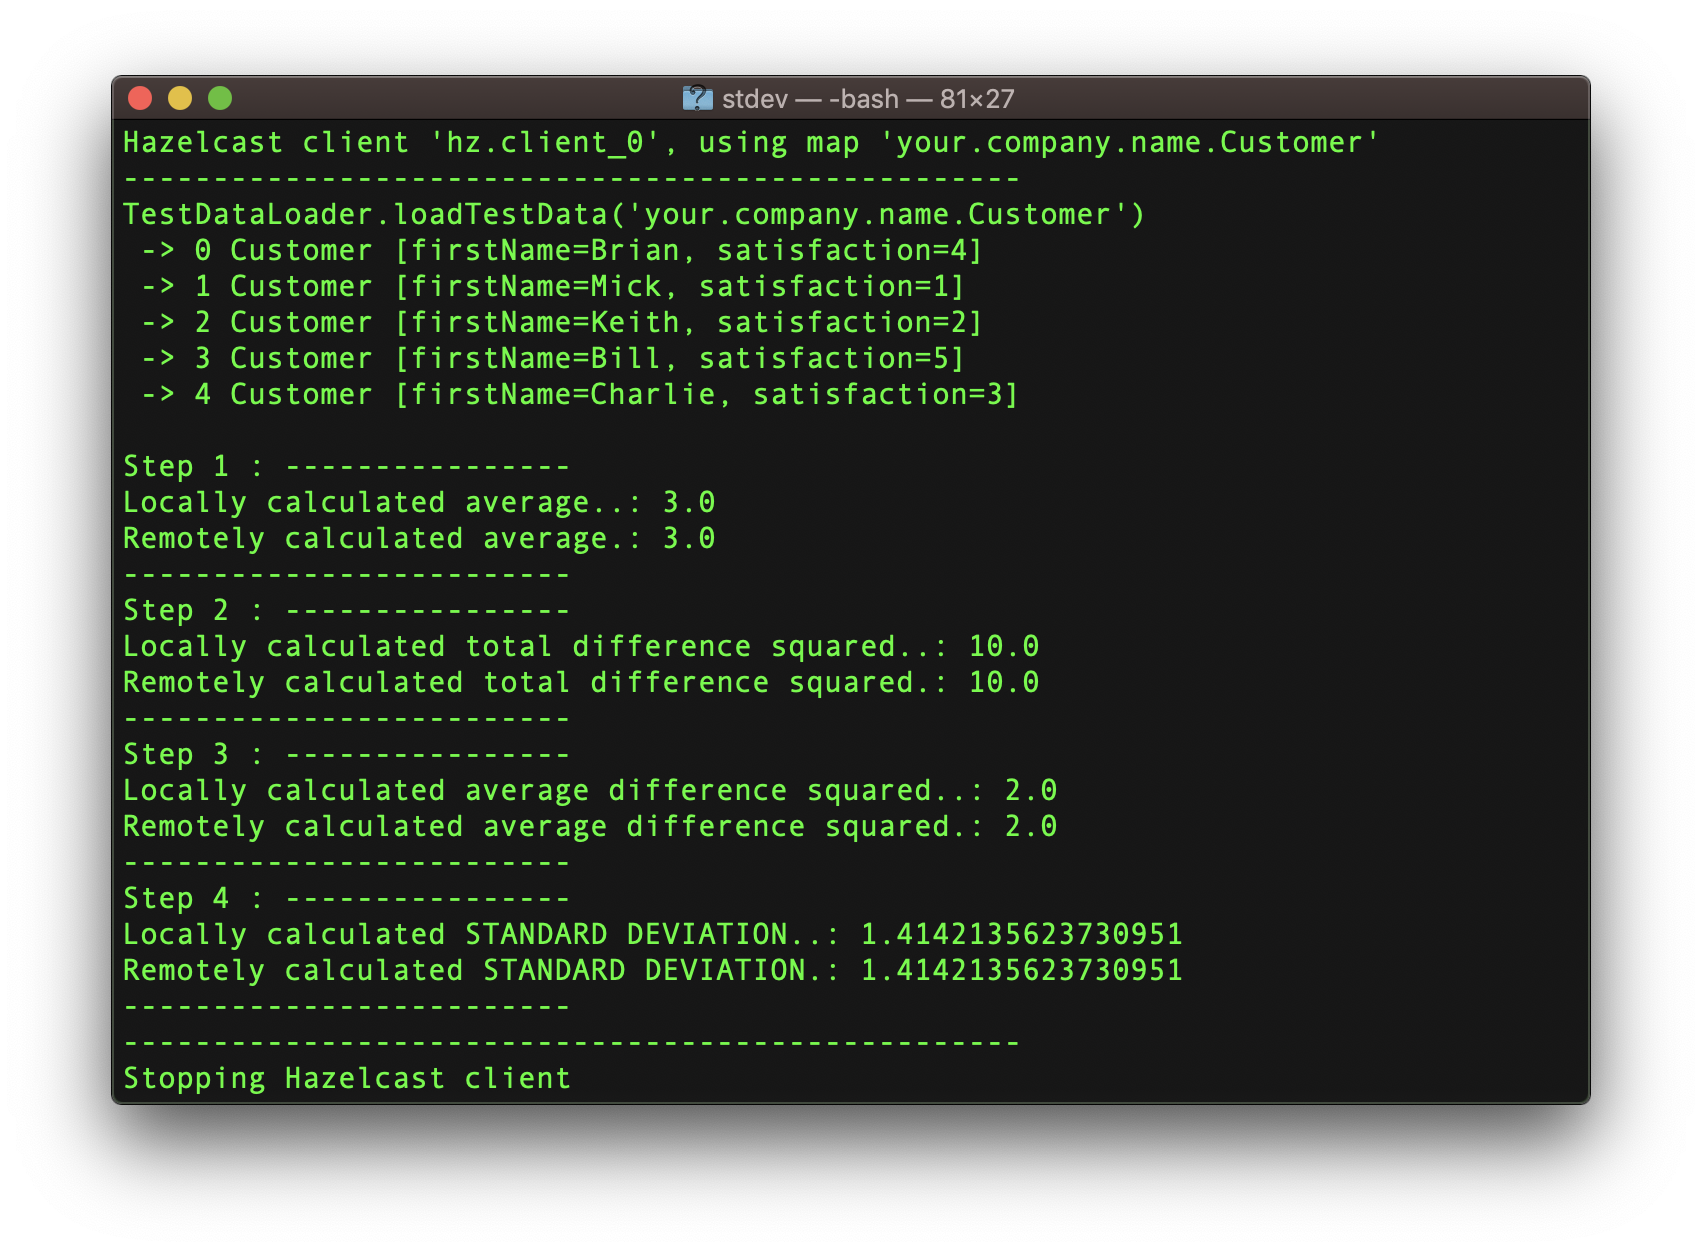 stdev — -bash — 81×27
Hazelcast client 'hz.client_0', using map 'your.company.name.Customer'
--------------------------------------------------
TestDataLoader.loadTestData('your.company.name.Customer')
 -> 0 Customer [firstName=Brian, satisfaction=4]
 -> 1 Customer [firstName=Mick, satisfaction=1]
 -> 2 Customer [firstName=Keith, satisfaction=2]
 -> 3 Customer [firstName=Bill, satisfaction=5]
 -> 4 Customer [firstName=Charlie, satisfaction=3]
Step 1 : ----------------
Locally calculated average..: 3.0
Remotely calculated average.: 3.0
-------------------------
Step 2 : ----------------
Locally calculated total difference squared..: 10.0
Remotely calculated total difference squared.: 10.0
-------------------------
Step 3 : ----------------
Locally calculated average difference squared..: 2.0
Remotely calculated average difference squared.: 2.0
-------------------------
Step 4 : ----------------
Locally calculated STANDARD DEVIATION..: 1.4142135623730951
Remotely calculated STANDARD DEVIATION.: 1.4142135623730951
-------------------------
--------------------------------------------------
Stopping Hazelcast client